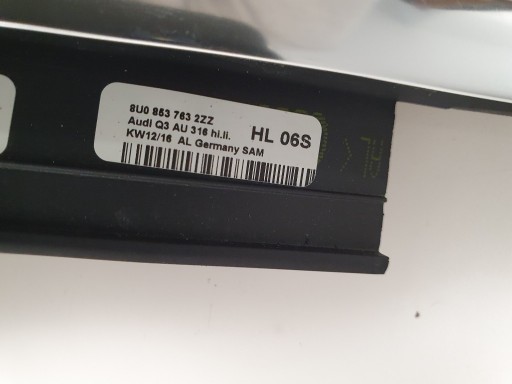 8U0 853 763 2ZZ
Audi Q3 AU 316 hi.li.
HL 06S
KW12/16 AL Germany SAM